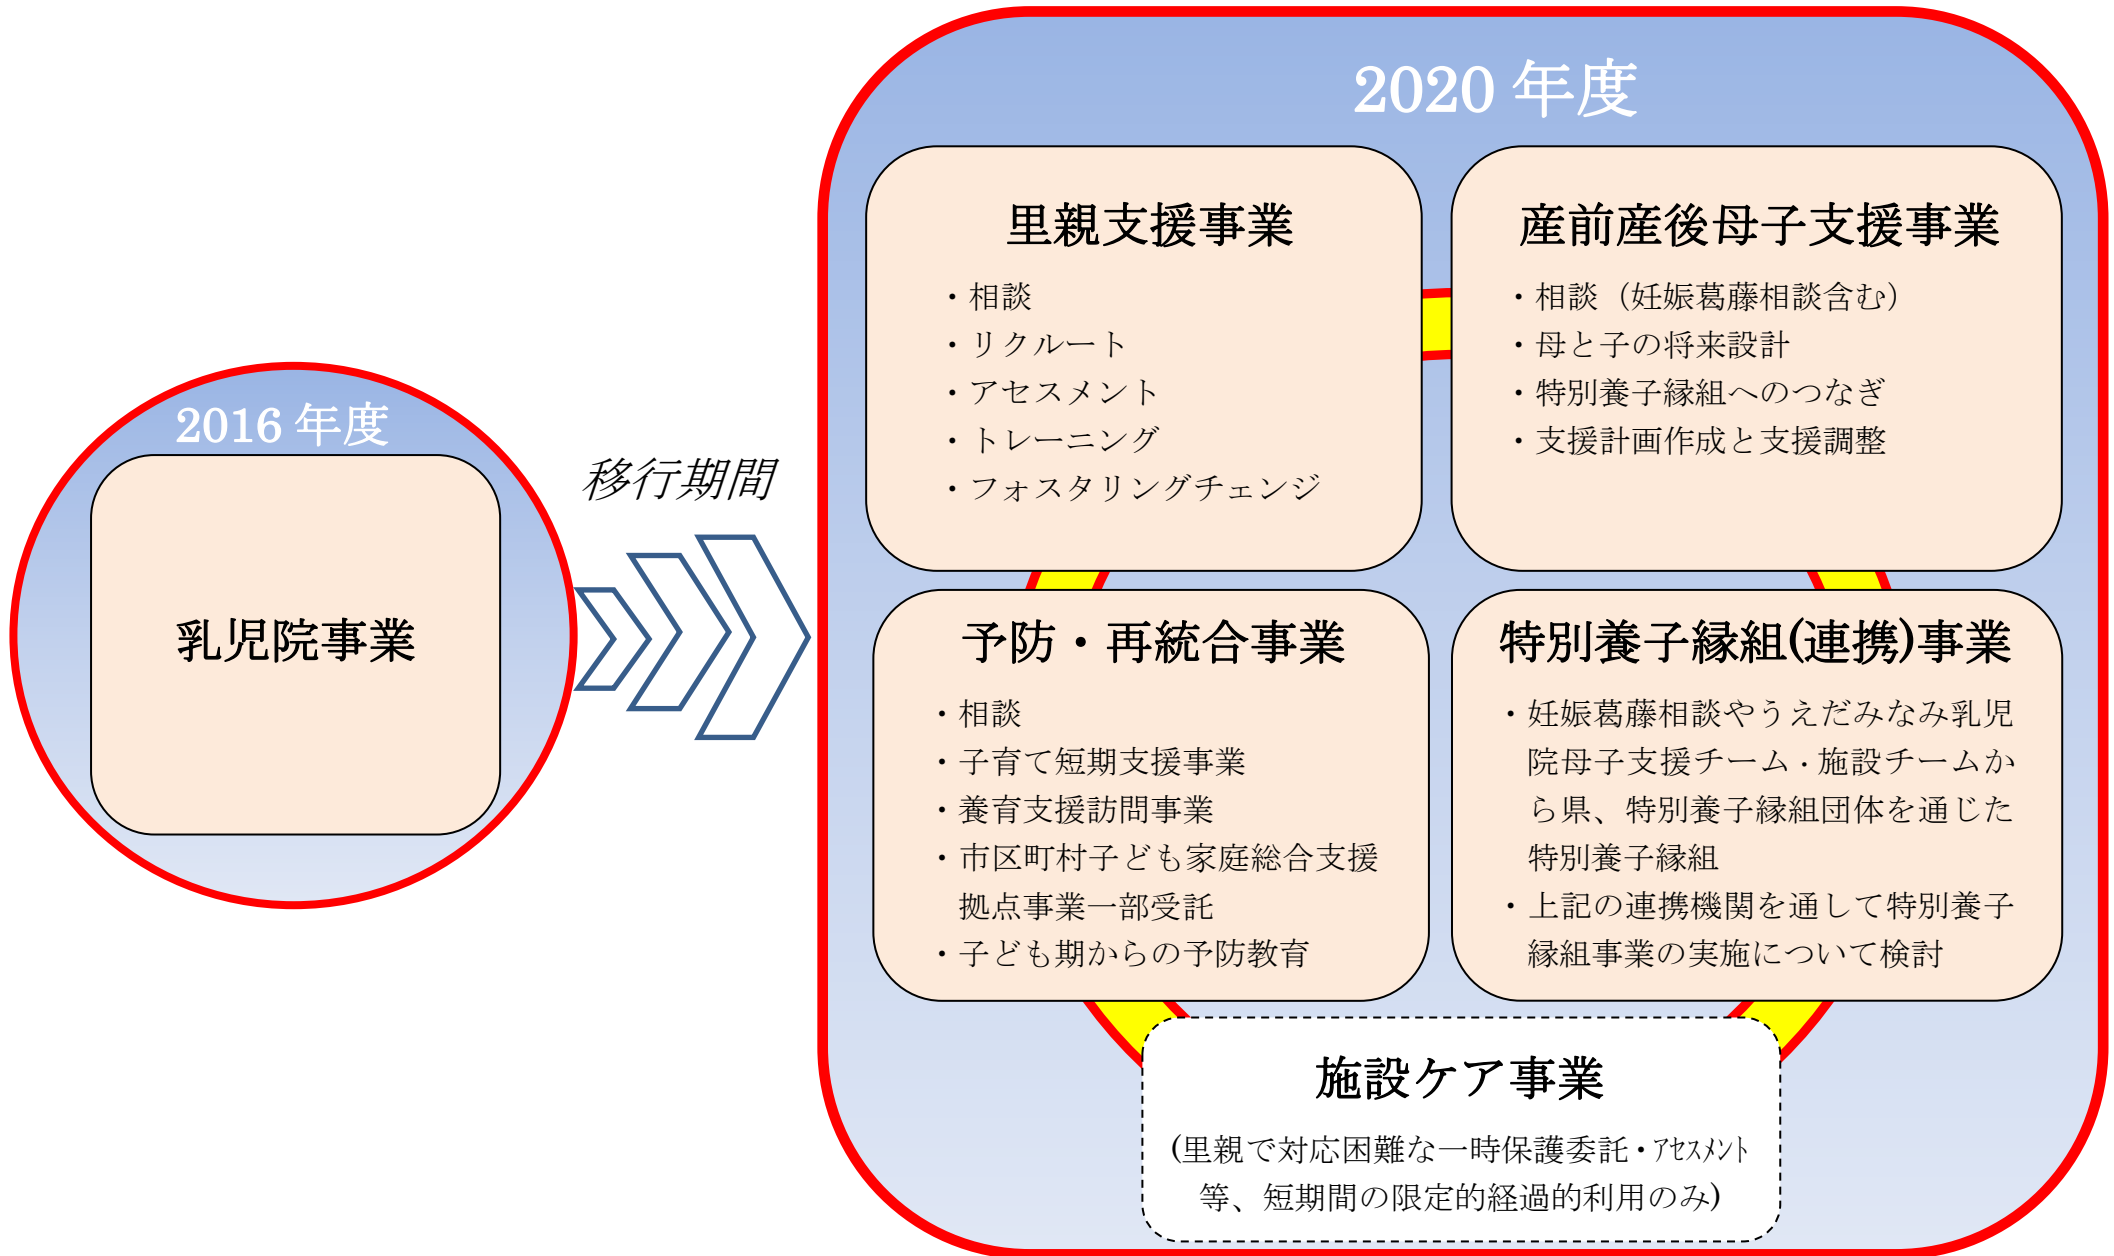 2016 年度
乳児院事業
移行期間
2020 年度
里親支援事業
・相談
・リクルート
・アセスメント
・トレーニング
・フォスタリングチェンジ
産前産後母子支援事業
・相談（妊娠葛藤相談含む）
・母と子の将来設計
・特別養子縁組へのつなぎ
・支援計画作成と支援調整
予防・再統合事業
・相談
・子育て短期支援事業
・養育支援訪問事業
・市区町村子ども家庭総合支援
拠点事業一部受託
・子ども期からの予防教育
特別養子縁組(連携)事業
・妊娠葛藤相談やうえだみなみ乳児
院母子支援チーム・施設チームか
ら県、特別養子縁組団体を通じた
特別養子縁組
・上記の連携機関を通して特別養子
縁組事業の実施について検討
施設ケア事業
(里親で対応困難な一時保護委託・ｱｾｽﾒﾝﾄ
等、短期間の限定的経過的利用のみ)